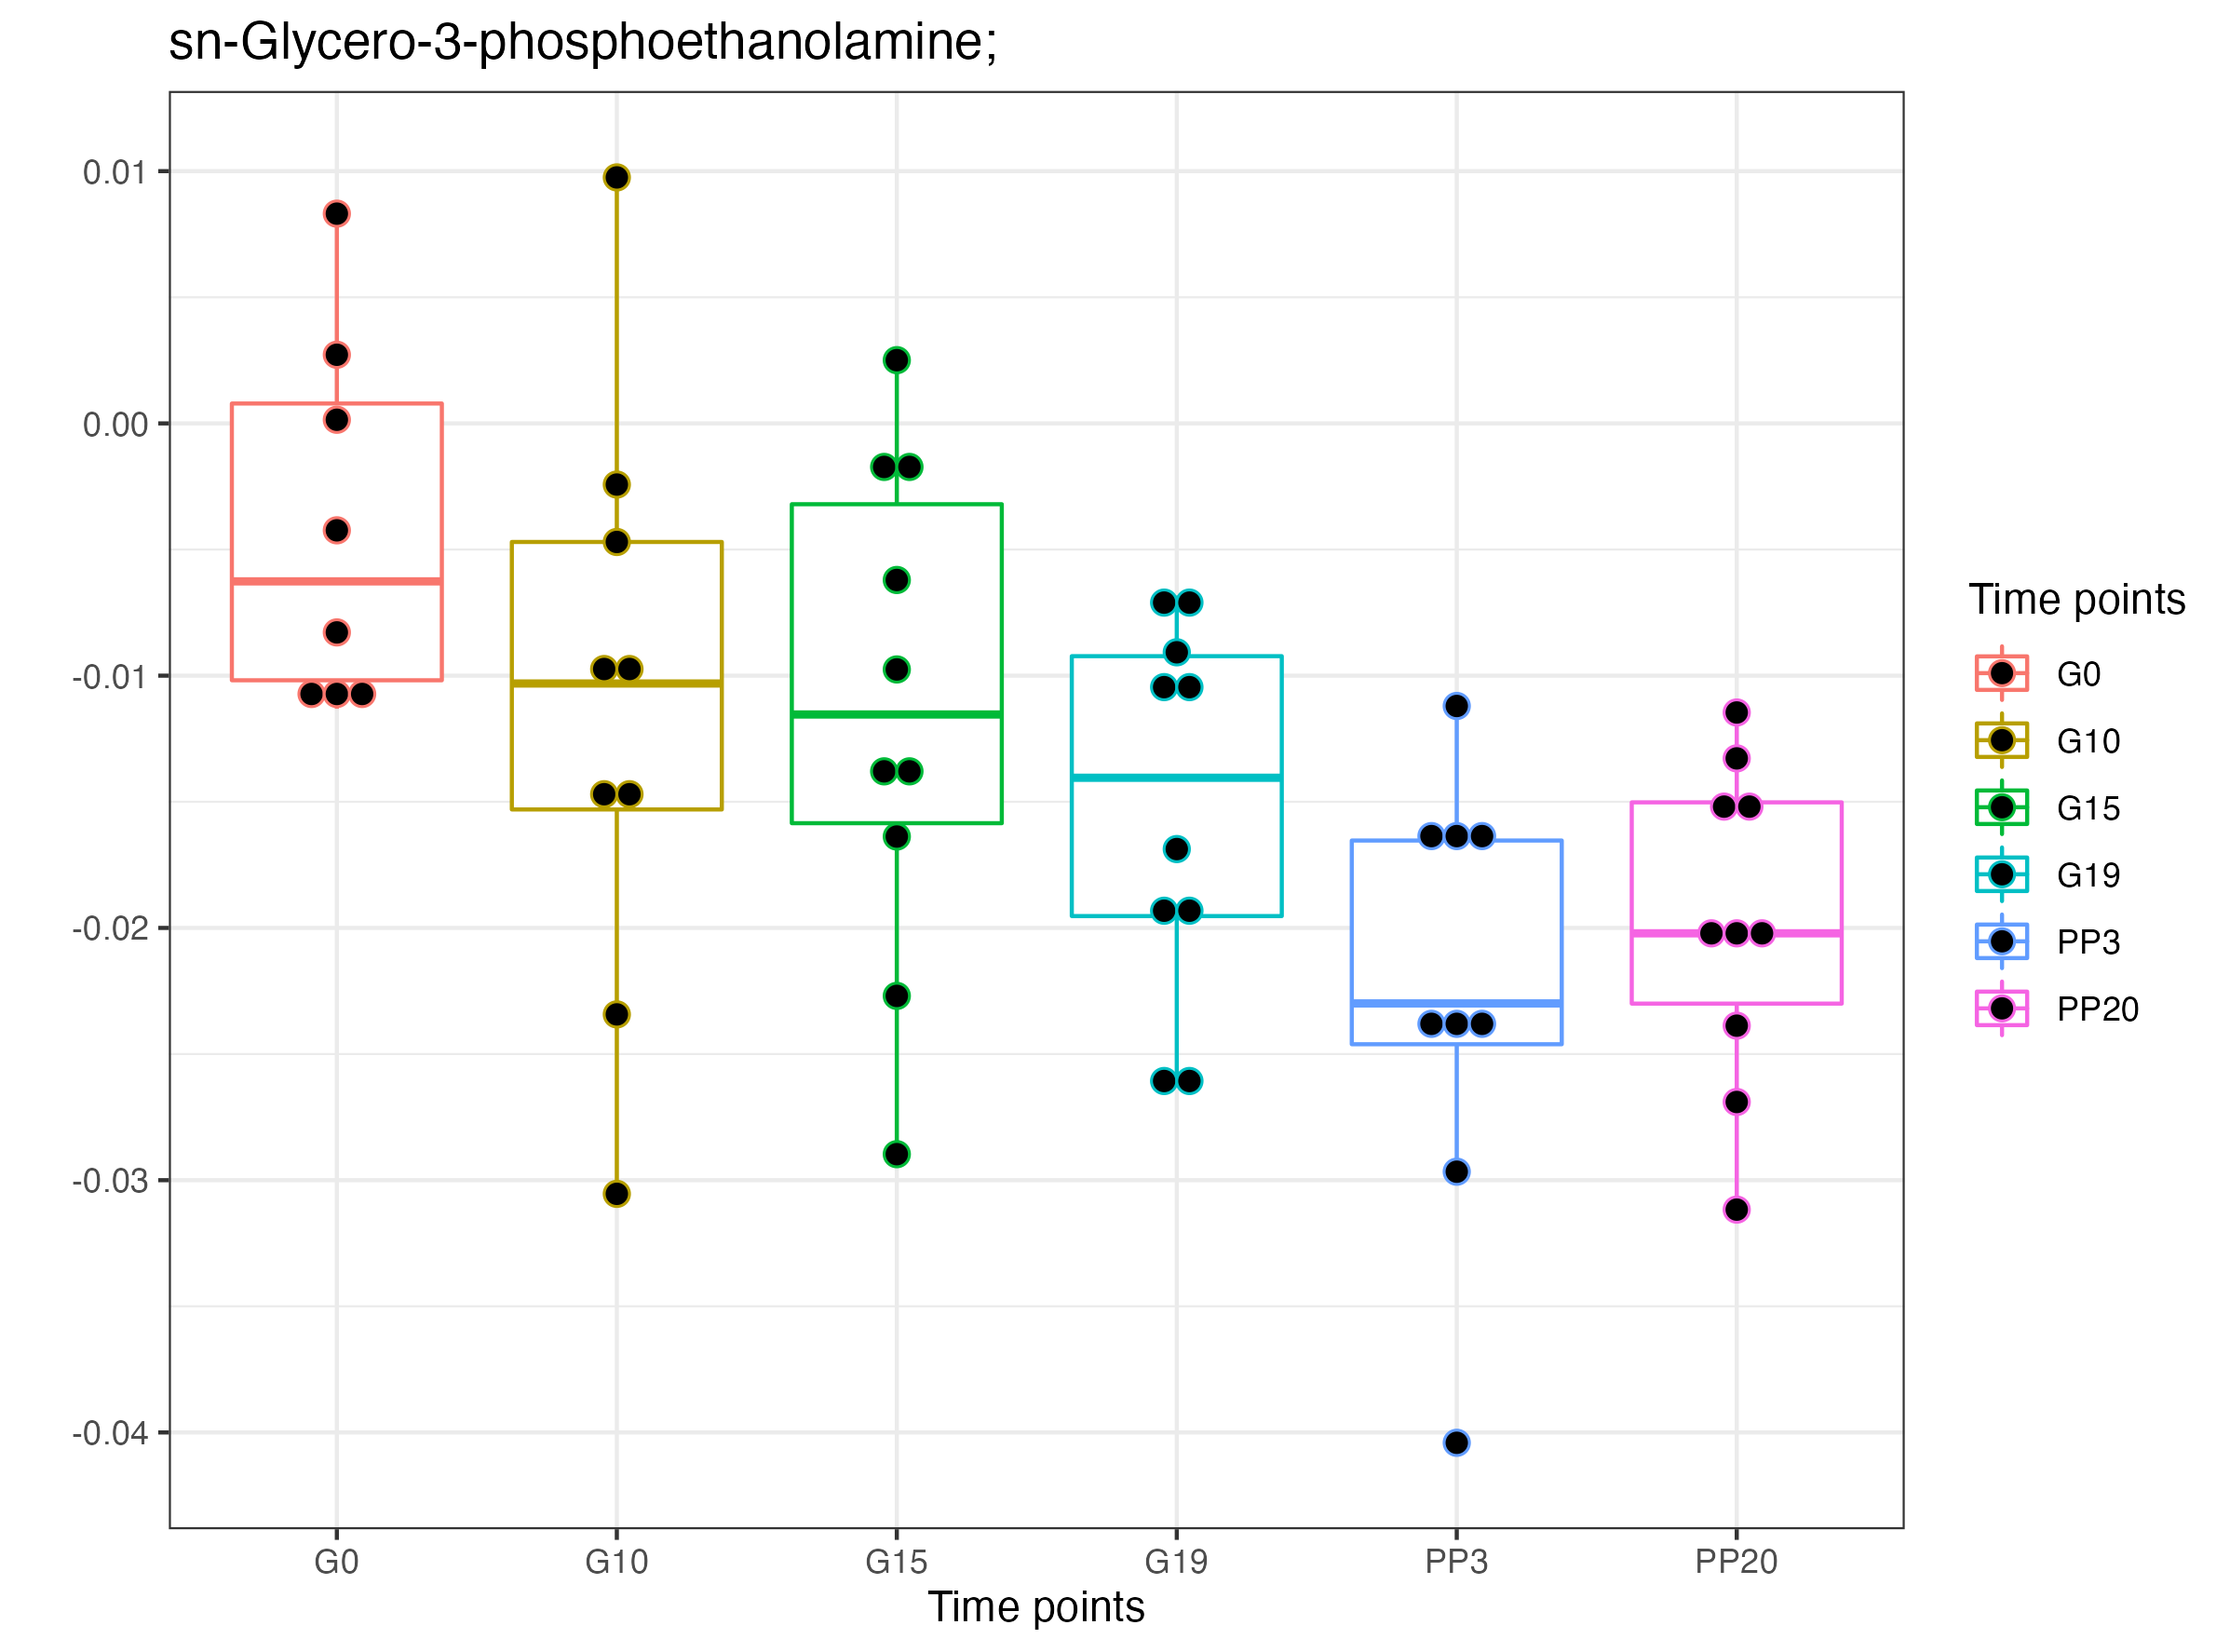 sn-Glycero-3-phosphoethanolamine;
0.01
0.00
-0.01
-0.02
-0.03
-0.04
G0 G10 G15 G19 PP3 PP20
Time points
Time points
G0
G10
G15
G19
PP3
PP20